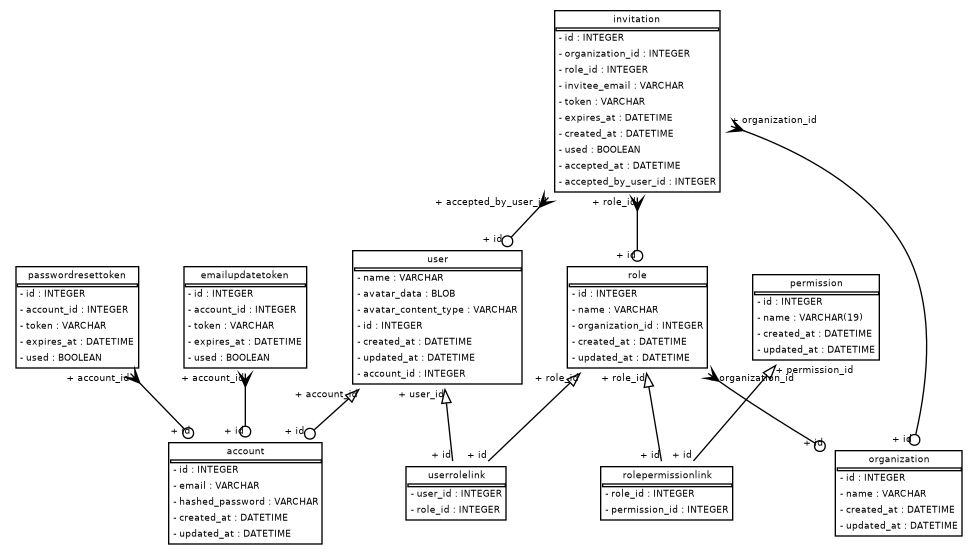 invitation
- id : INTEGER
- organization_id : INTEGER
- role_id : INTEGER
- invitee_email : VARCHAR
- token : VARCHAR
- expires_at : DATETIME
- created_at : DATETIME
- used : BOOLEAN
- accepted_at : DATETIME
- accepted_by_user_id : INTEGER
+ organization_id
+ accepted_by_user_id
+ role_id
+ id
+ id
passwordresettoken
- id : INTEGER
- account_id : INTEGER
- token : VARCHAR
- expires_at : DATETIME
- used : BOOLEAN
emailupdatetoken
- id : INTEGER
- account_id : INTEGER
- token : VARCHAR
- expires_at : DATETIME
- used : BOOLEAN
user
- name : VARCHAR
- avatar_data : BLOB
- avatar_content_type : VARCHAR
- id : INTEGER
- created_at : DATETIME
- updated_at : DATETIME
- account_id : INTEGER
role
- id : INTEGER
- name : VARCHAR
- organization_id : INTEGER
- created_at : DATETIME
- updated_at : DATETIME
permission
- id : INTEGER
- name : VARCHAR(19)
- created_at : DATETIME
- updated_at : DATETIME
+ account_id
+ account_id
+ account_id
+ user_id
+ role_id
+ role_id
organization_id
+ permission_id
+ id
+ id
+ id
+ id
+ id
+ id
+ id
+ id
+ id
account
- id : INTEGER
- email : VARCHAR
- hashed_password : VARCHAR
- created_at : DATETIME
- updated_at : DATETIME
userrolelink
- user_id : INTEGER
- role_id : INTEGER
rolepermissionlink
- role_id : INTEGER
- permission_id : INTEGER
organization
- id : INTEGER
- name : VARCHAR
- created_at : DATETIME
- updated_at : DATETIME